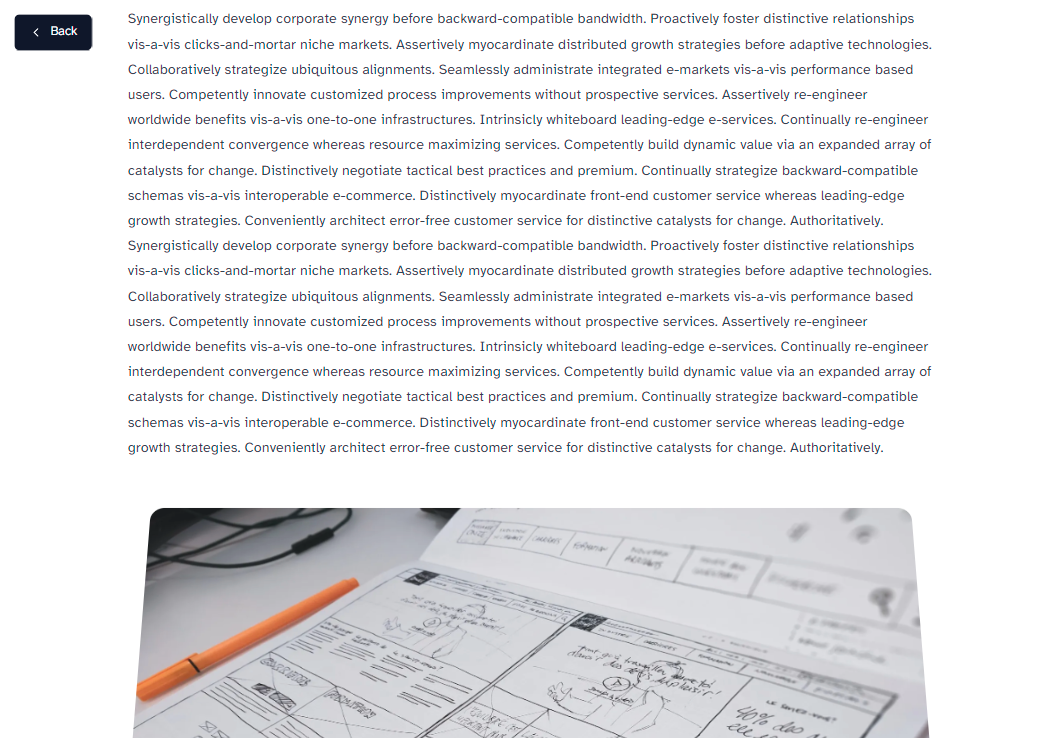 Back
Synergistically develop corporate synergy before backward-compatible bandwidth. Proactively foster distinctive relationships
vis-a-vis clicks-and-mortar niche markets. Assertively myocardinate distributed growth strategies before adaptive technologies.
Collaboratively strategize ubiquitous alignments. Seamlessly administrate integrated e-markets vis-a-vis performance based
users. Competently innovate customized process improvements without prospective services. Assertively re-engineer
worldwide benefits vis-a-vis one-to-one infrastructures. Intrinsicly whiteboard leading-edge e-services. Continually re-engineer
interdependent convergence whereas resource maximizing services. Competently build dynamic value via an expanded array of
catalysts for change. Distinctively negotiate tactical best practices and premium. Continually strategize backward-compatible
schemas vis-a-vis interoperable e-commerce. Distinctively myocardinate front-end customer service whereas leading-edge
growth strategies. Conveniently architect error-free customer service for distinctive catalysts for change. Authoritatively.
Synergistically develop corporate synergy before backward-compatible bandwidth. Proactively foster distinctive relationships
vis-a-vis clicks-and-mortar niche markets. Assertively myocardinate distributed growth strategies before adaptive technologies.
Collaboratively strategize ubiquitous alignments. Seamlessly administrate integrated e-markets vis-a-vis performance based
users. Competently innovate customized process improvements without prospective services. Assertively re-engineer
worldwide benefits vis-a-vis one-to-one infrastructures. Intrinsicly whiteboard leading-edge e-services. Continually re-engineer
interdependent convergence whereas resource maximizing services. Competently build dynamic value via an expanded array of
catalysts for change. Distinctively negotiate tactical best practices and premium. Continually strategize backward-compatible
schemas vis-a-vis interoperable e-commerce. Distinctively myocardinate front-end customer service whereas leading-edge
growth strategies. Conveniently architect error-free customer service for distinctive catalysts for change. Authoritatively.
LE SAVIEZ-VOUS?
40% des